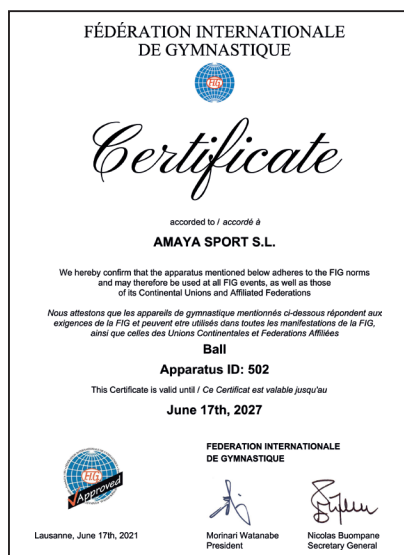 FÉDÉRATION INTERNATIONALE
DE GYMNASTIQUE
FIG
Certificate
accorded to / accordé à
AMAYA SPORT S.L.
We hereby confirm that the apparatus mentioned below adheres to the FIG norms
and may therefore be used at all FIG events, as well as those
of its Continental Unions and Affiliated Federations
Nous attestons que les appareils de gymnastique mentionnés ci-dessous répondent aux
exigences de la FIG et peuvent etre utilisés dans toutes les manifestations de la FIG,
ainsi que celles des Unions Continentales et Federations Affiliées
Ball
Apparatus ID: 502
This Certificate is valid until / Ce Certificat est valable jusqu'au
June 17th, 2027
FIG
Approved
FEDERATION INTERNATIONALE
DE GYMNASTIQUE
Lausanne, June 17th, 2021
Morinari Watanabe
President
Nicolas Buompane
Secretary General